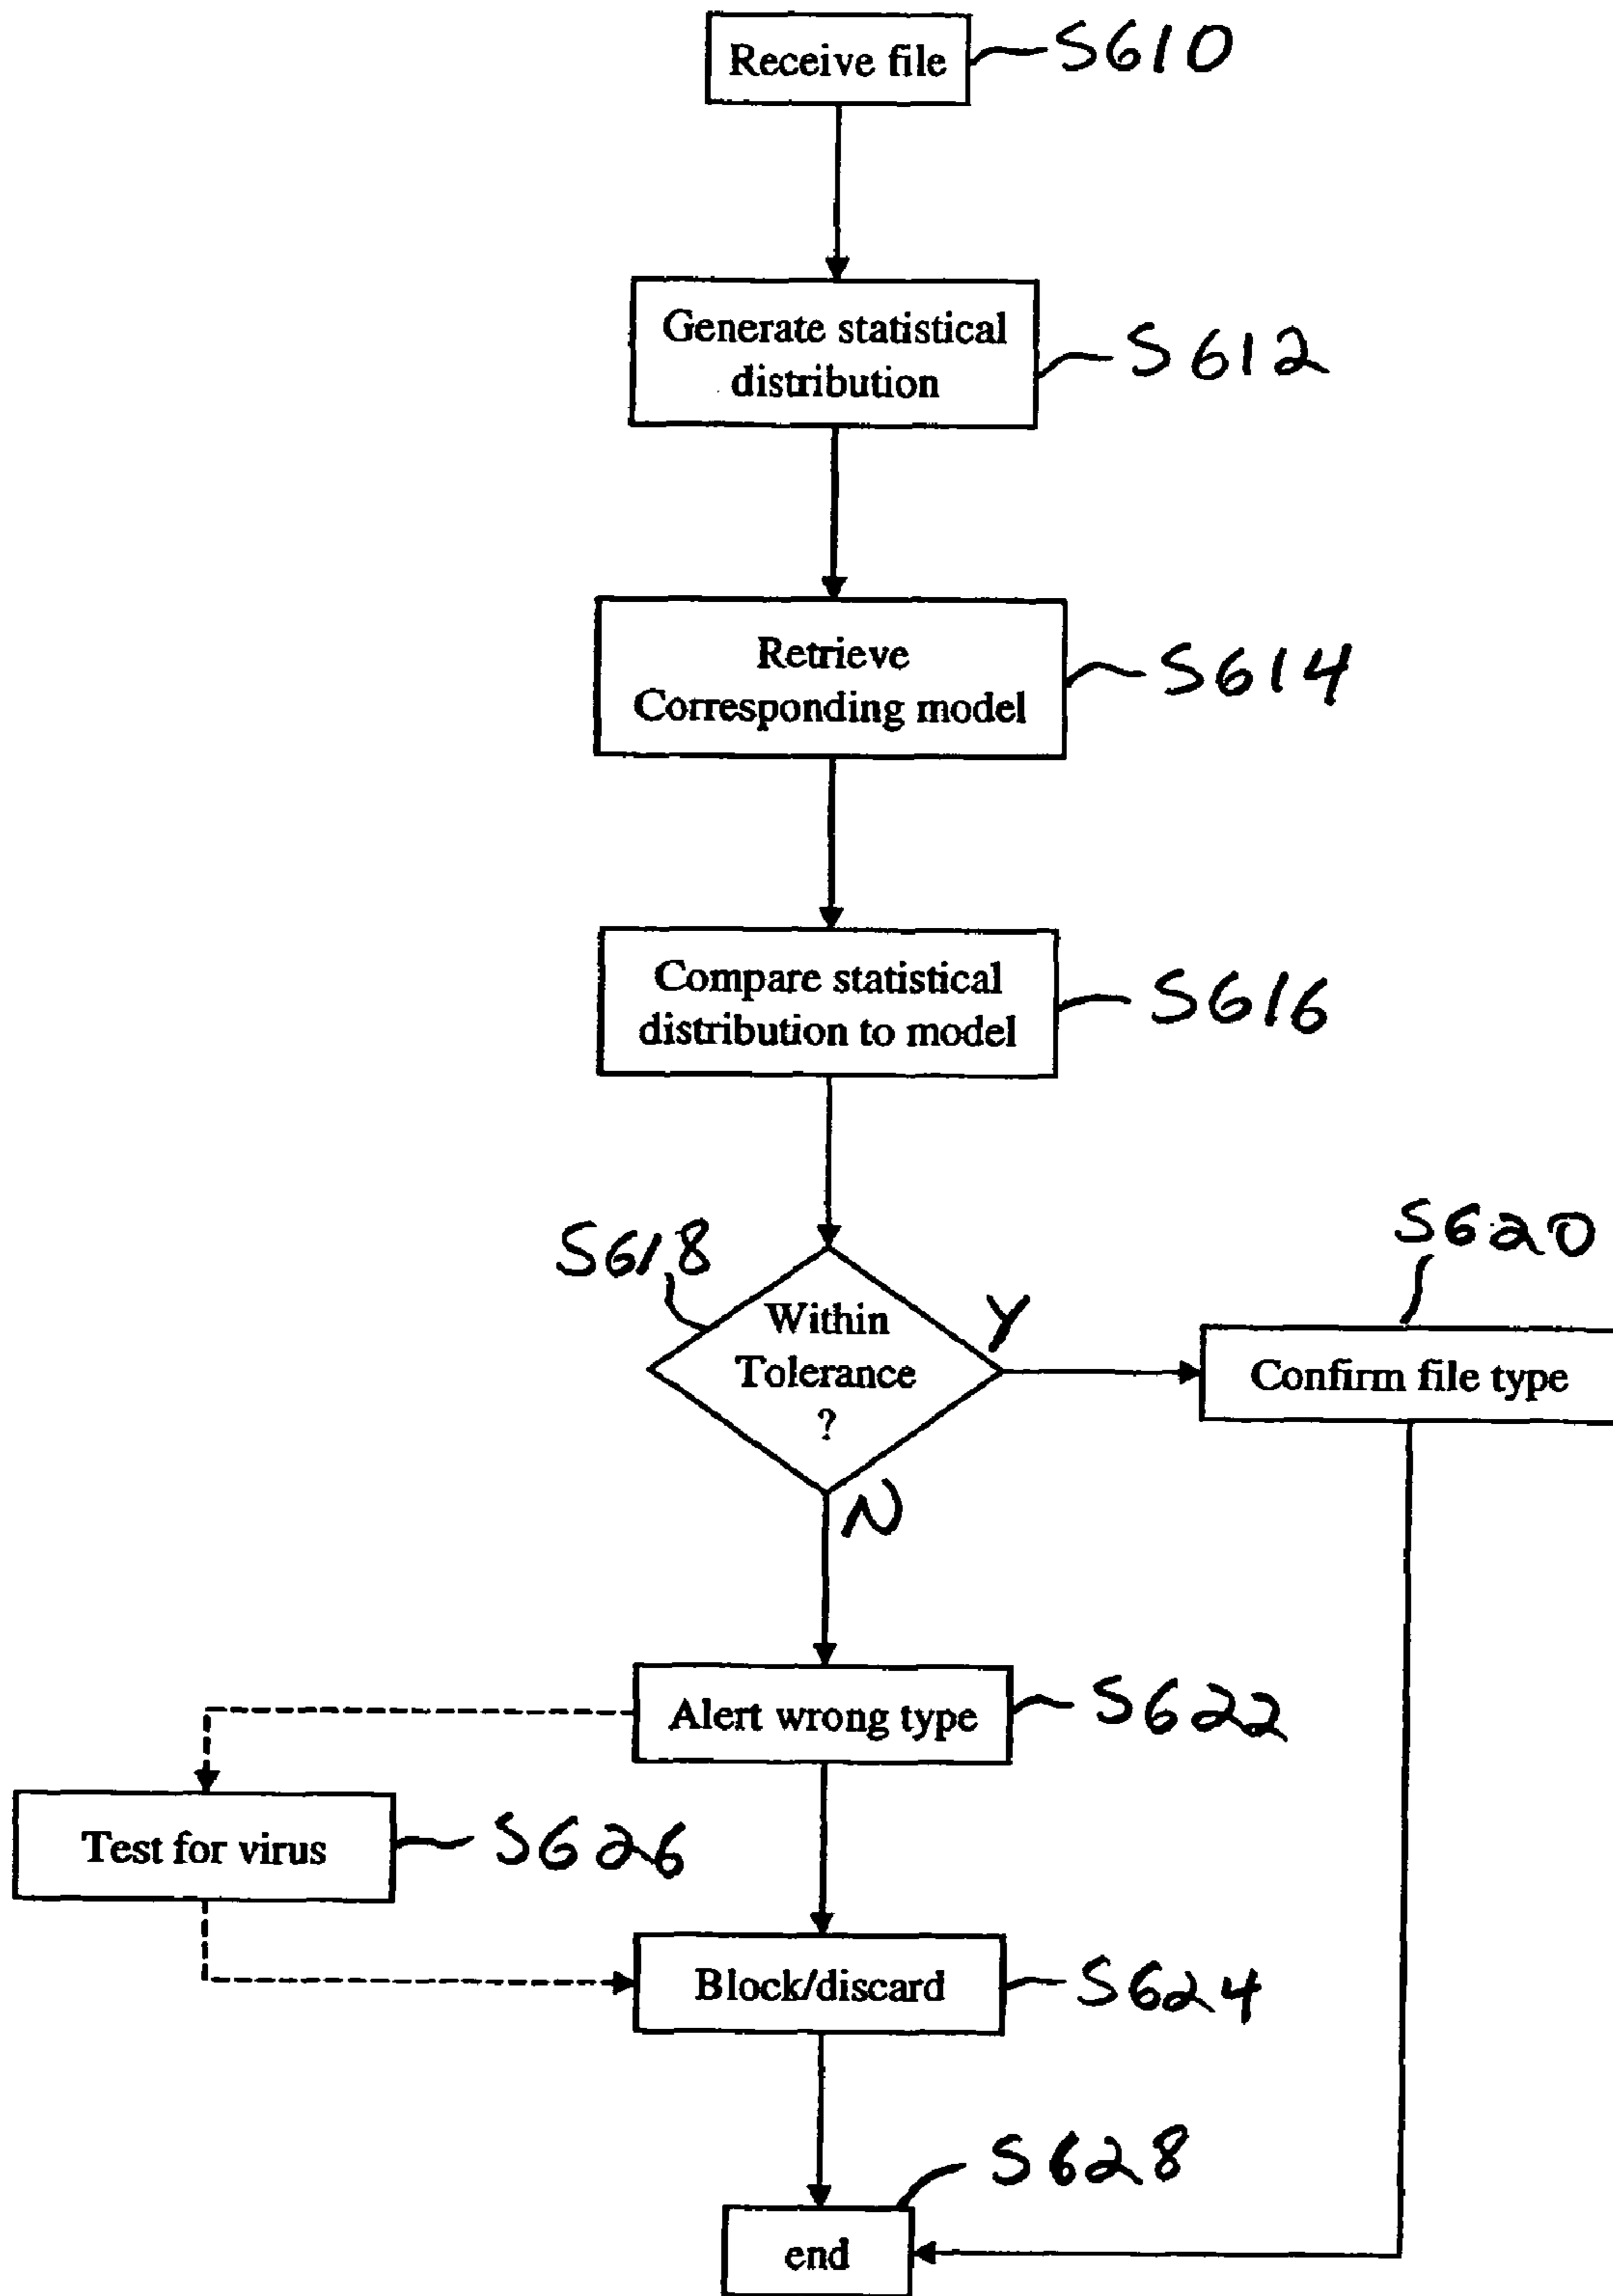 Receive file
S610
Generate statistical
distribution
S612
Retrieve
Corresponding model
S614
Compare statistical
distribution to model
S616
S618
Within
Tolerance
?
Y
S620
Confirm file type
N
Alert wrong type
S622
Test for virus
S626
Block/discard
S624
S628
end